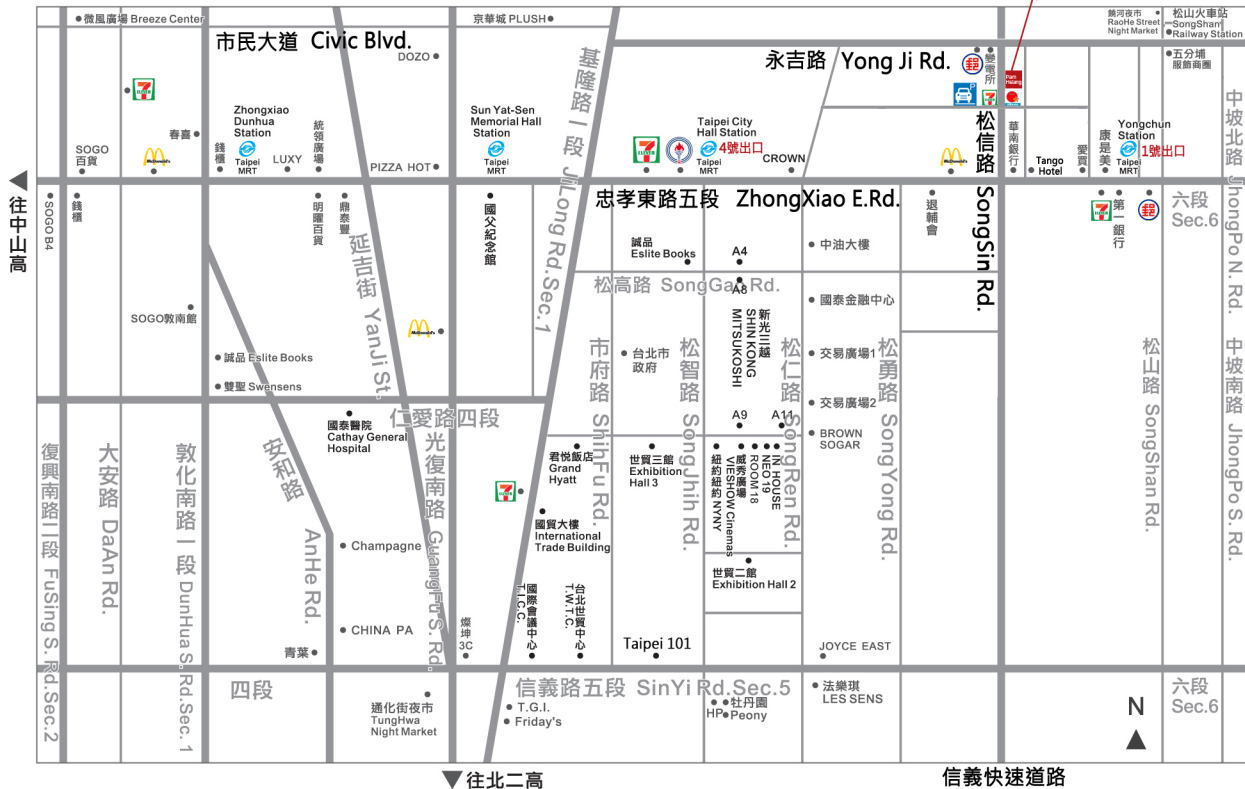 微風廣場 Breeze Center
京華城 PLUSH
饒河夜市
RaoHe Street
Night Market
松山火車站
SongShan
Railway Station
市民大道 Civic Blvd.
DOZO
基隆路一段 JiLong Rd.Sec.1
永吉路 Yong Ji Rd.
郵
變電所
五分埔
服飾商圈
中坡北路 JhongPo N. Rd.
7
ELEVEN
春喜
SOGO
百貨
McDonald's
Zhongxiao
Dunhua
Station
錢櫃
Taipei
MRT
LUXY
統領廣場
PIZZA HOT
Sun Yat-Sen
Memorial Hall
Station
Taipei
MRT
7
ELEVEN
Taipei City
Hall Station
4號出口
Taipei
MRT
CROWN
McDonald's
7
ELEVEN
松信路 SongSin Rd.
華南銀行
Tango
Hotel
愛買
康是美
Yongchun
Station
Taipei
MRT
1號出口
往中山高
SOGO B4
錢櫃
明曜百貨
鼎泰豐
延吉街 YanJi St.
國父紀念館
忠孝東路五段 ZhongXiao E.Rd.
退輔會
7
ELEVEN
第一銀行
郵
六段
Sec.6
誠品
Eslite Books
A4
中油大樓
松高路 SongGao Rd.
A8
新光三越
SHIN KONG
MITSUKOSHI
國泰金融中心
SOGO敦南館
McDonald's
誠品 Eslite Books
雙聖 Swensens
市府路 ShihFu Rd.
台北市
政府
松智路 SongJhih Rd.
松仁路 SongRen Rd.
交易廣場1
松勇路 SongYong Rd.
松山路 SongShan Rd.
中坡南路 JhongPo S. Rd.
交易廣場2
仁愛路四段
國泰醫院
Cathay General
Hospital
A9
A11
BROWN
SOGAR
復興南路二段 FuSing S. Rd.Sec.2
大安路 DaAn Rd.
敦化南路一段 DunHua S. Rd.Sec. 1
安和路 AnHe Rd.
光復南路 GuangFu S. Rd.
君悦飯店
Grand
Hyatt
世貿三館
Exhibition
Hall 3
紐約紐約 NYNY
威秀廣場
VIESHOW Cinemas
ROOM 18
NEO 19
IN HOUSE
7
ELEVEN
國貿大樓
International
Trade Building
Champagne
世貿二館
Exhibition Hall 2
國際會議中心
T.I.C.C.
台北世貿中心
T.W.T.C.
CHINA PA
青葉
燦坤
3C
Taipei 101
JOYCE EAST
四段
信義路五段 SinYi Rd.Sec.5
通化街夜市
TungHwa
Night Market
T.G.I.
Friday's
HP
牡丹園
Peony
法樂琪
LES SENS
六段
Sec.6
N
往北二高
信義快速道路